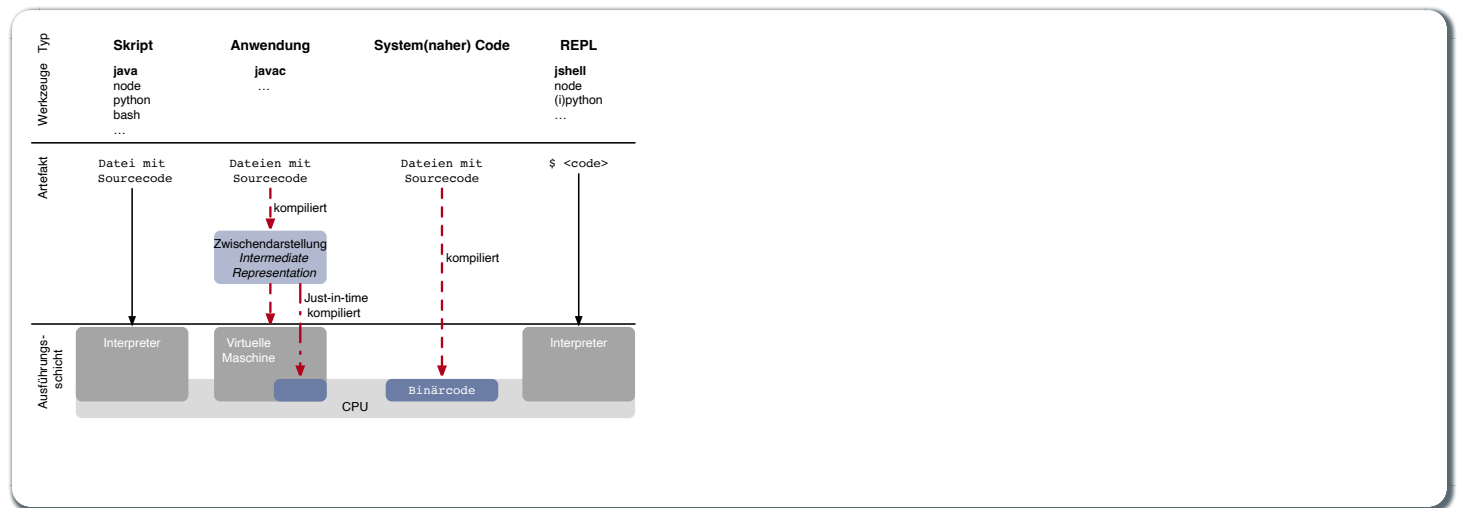 Typ
Skript
Anwendung
System(naher) Code
REPL
Werkzeuge
java
node
python
bash
…
javac
…
jshell
node
(i)python
…
Artefakt
Datei mit
Sourcecode
Dateien mit
Sourcecode
Dateien mit
Sourcecode
$ <code>
kompiliert
Zwischendarstellung
Intermediate
Representation
kompiliert
Just-in-time
kompiliert
Ausführungs-
schicht
Interpreter
Virtuelle
Maschine
Interpreter
Binärcode
CPU